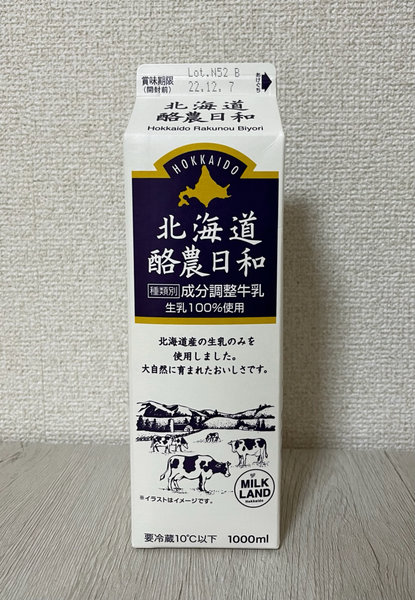 賞味期限
(開封前)
Lot.N52 B
22.12. 7
あけくち
北海道
酪農日和
Hokkaido Rakunou Biyori
HOKKAIDO
北海道
酪農日和
種類別 成分調整牛乳
生乳100%使用
北海道産の生乳のみを
使用しました。
大自然に育まれたおいしさです。
MILK
LAND
Hokkaido
※イラストはイメージです。
要冷蔵10℃以下 1000ml